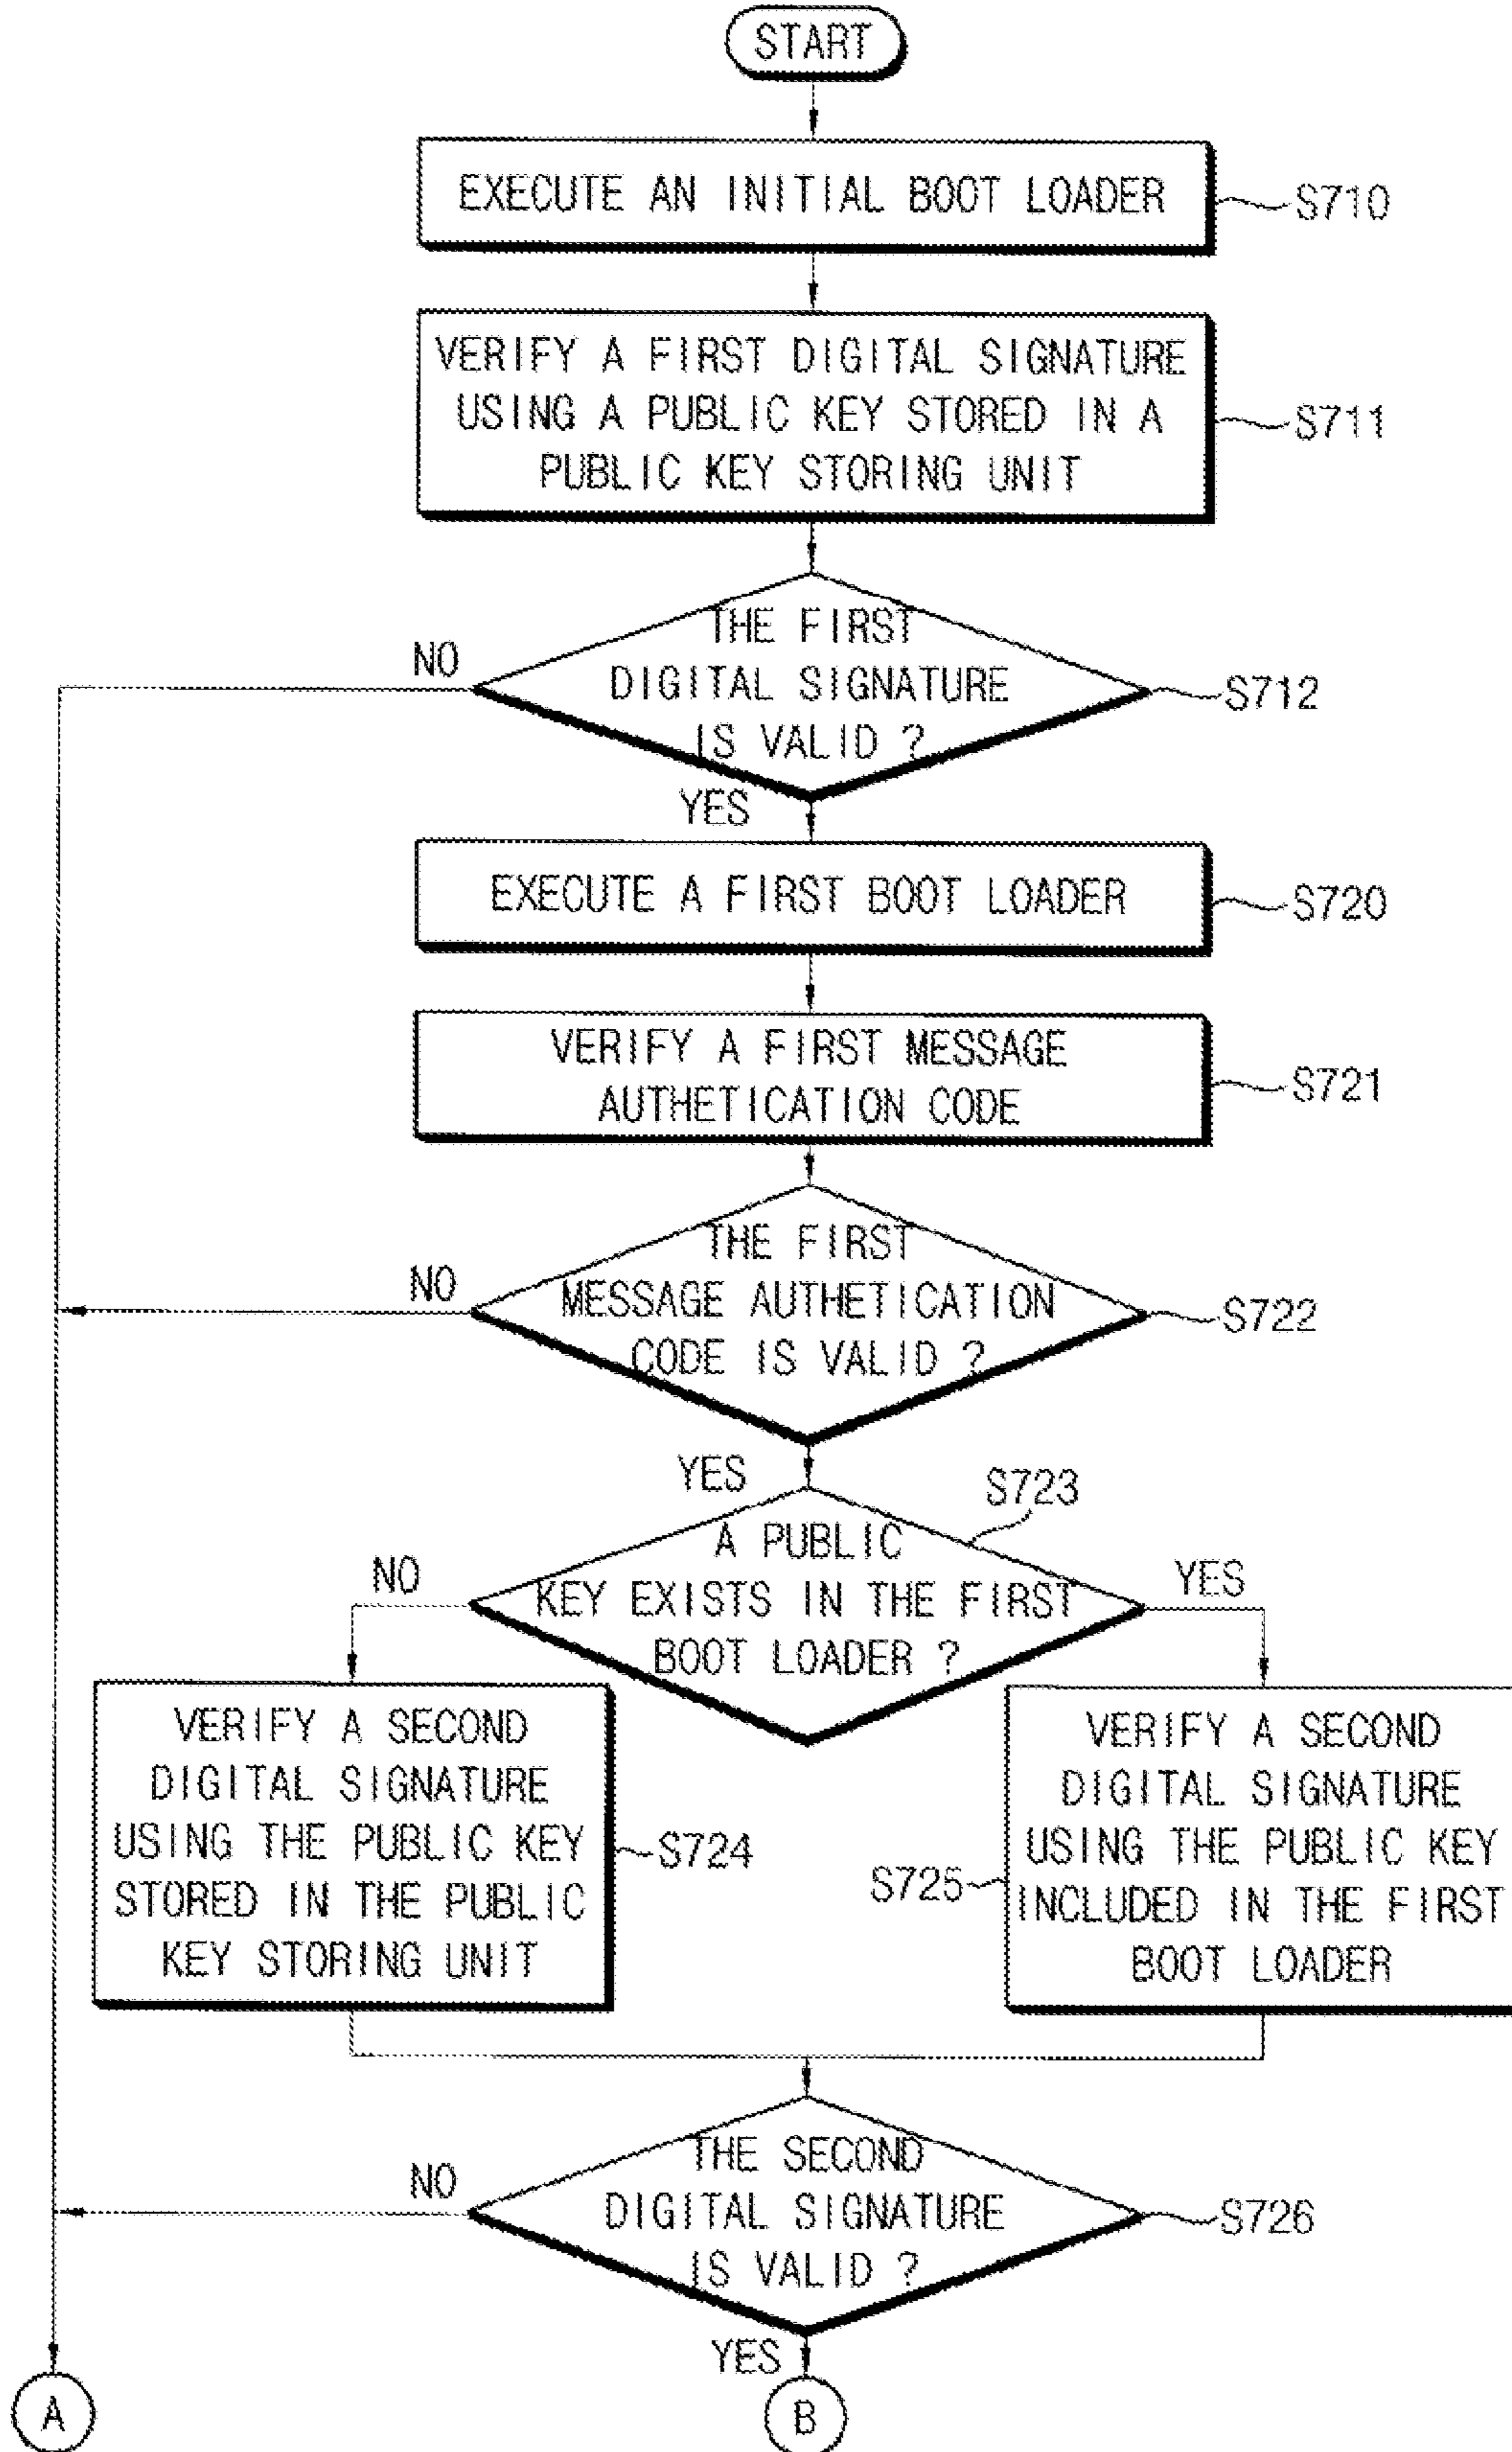 START
EXECUTE AN INITIAL BOOT LOADER
S710
VERIFY A FIRST DIGITAL SIGNATURE
USING A PUBLIC KEY STORED IN A
PUBLIC KEY STORING UNIT
S711
THE FIRST
DIGITAL SIGNATURE
IS VALID ?
S712
NO
YES
EXECUTE A FIRST BOOT LOADER
S720
VERIFY A FIRST MESSAGE
AUTHETICATION CODE
S721
THE FIRST
MESSAGE AUTHETICATION
CODE IS VALID ?
S722
NO
YES
S723
A PUBLIC
KEY EXISTS IN THE FIRST
BOOT LOADER ?
NO
YES
VERIFY A SECOND
DIGITAL SIGNATURE
USING THE PUBLIC KEY
STORED IN THE PUBLIC
KEY STORING UNIT
S724
VERIFY A SECOND
DIGITAL SIGNATURE
USING THE PUBLIC KEY
INCLUDED IN THE FIRST
BOOT LOADER
S725
THE SECOND
DIGITAL SIGNATURE
IS VALID ?
S726
NO
YES
A
B